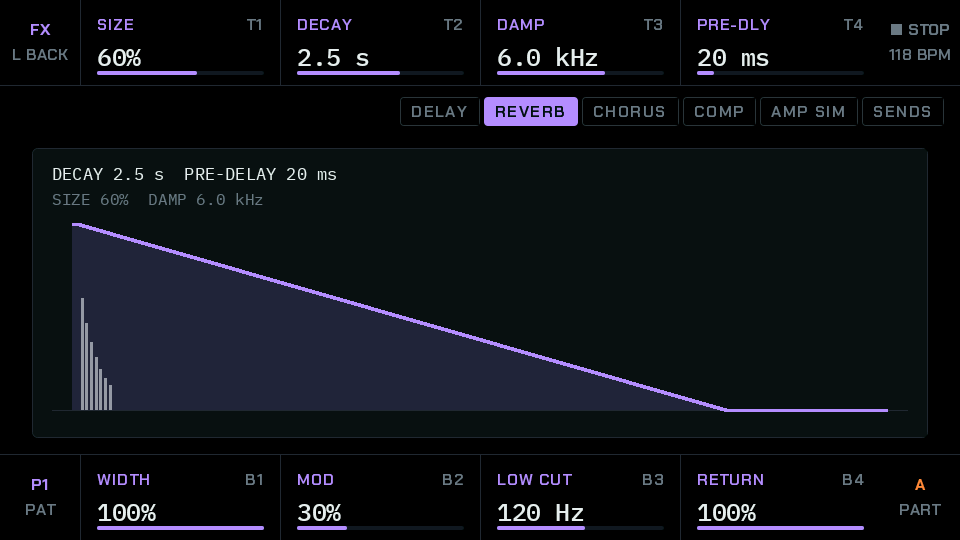 FX
L BACK
SIZE T1
60%
DECAY T2
2.5 s
DAMP T3
6.0 kHz
PRE-DLY T4
20 ms
STOP
118 BPM
DELAY REVERB CHORUS COMP AMP SIM SENDS
DECAY 2.5 s PRE-DELAY 20 ms
SIZE 60% DAMP 6.0 kHz
P1
PAT
WIDTH B1
100%
MOD B2
30%
LOW CUT B3
120 Hz
RETURN B4
100%
A
PART